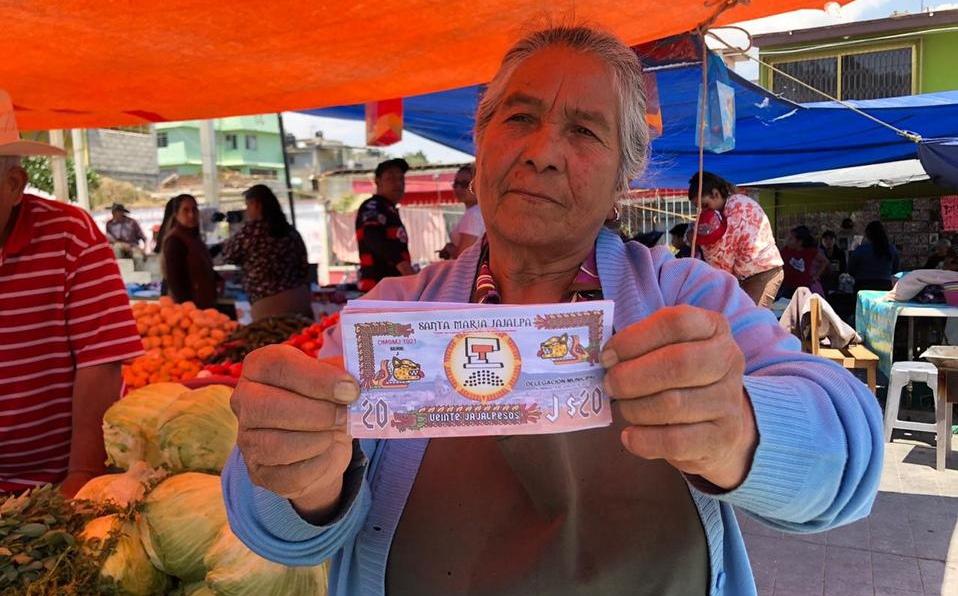 SANTA MARIA JAJALPA
DELEGACION MUNICIPAL
20
J $20
VEINTE JAJALPESOS